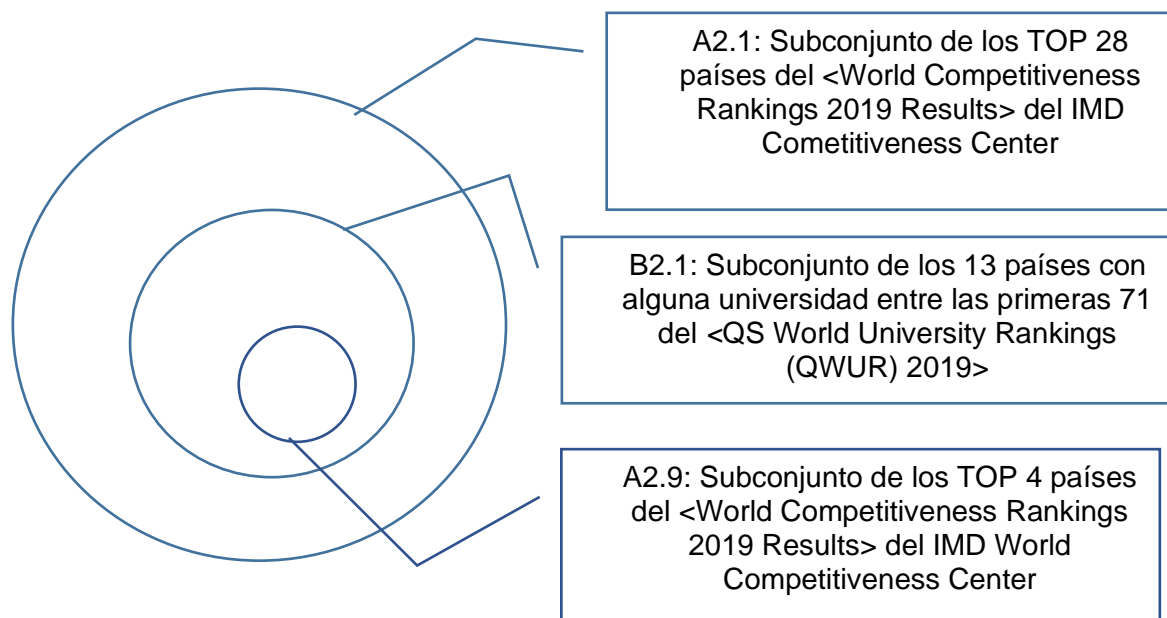 A2.1: Subconjunto de los TOP 28
países del <World Competitiveness
Rankings 2019 Results> del IMD
Cometitiveness Center
B2.1: Subconjunto de los 13 países con
alguna universidad entre las primeras 71
del <QS World University Rankings
(QWUR) 2019>
A2.9: Subconjunto de los TOP 4 países
del <World Competitiveness Rankings
2019 Results> del IMD World
Competitiveness Center